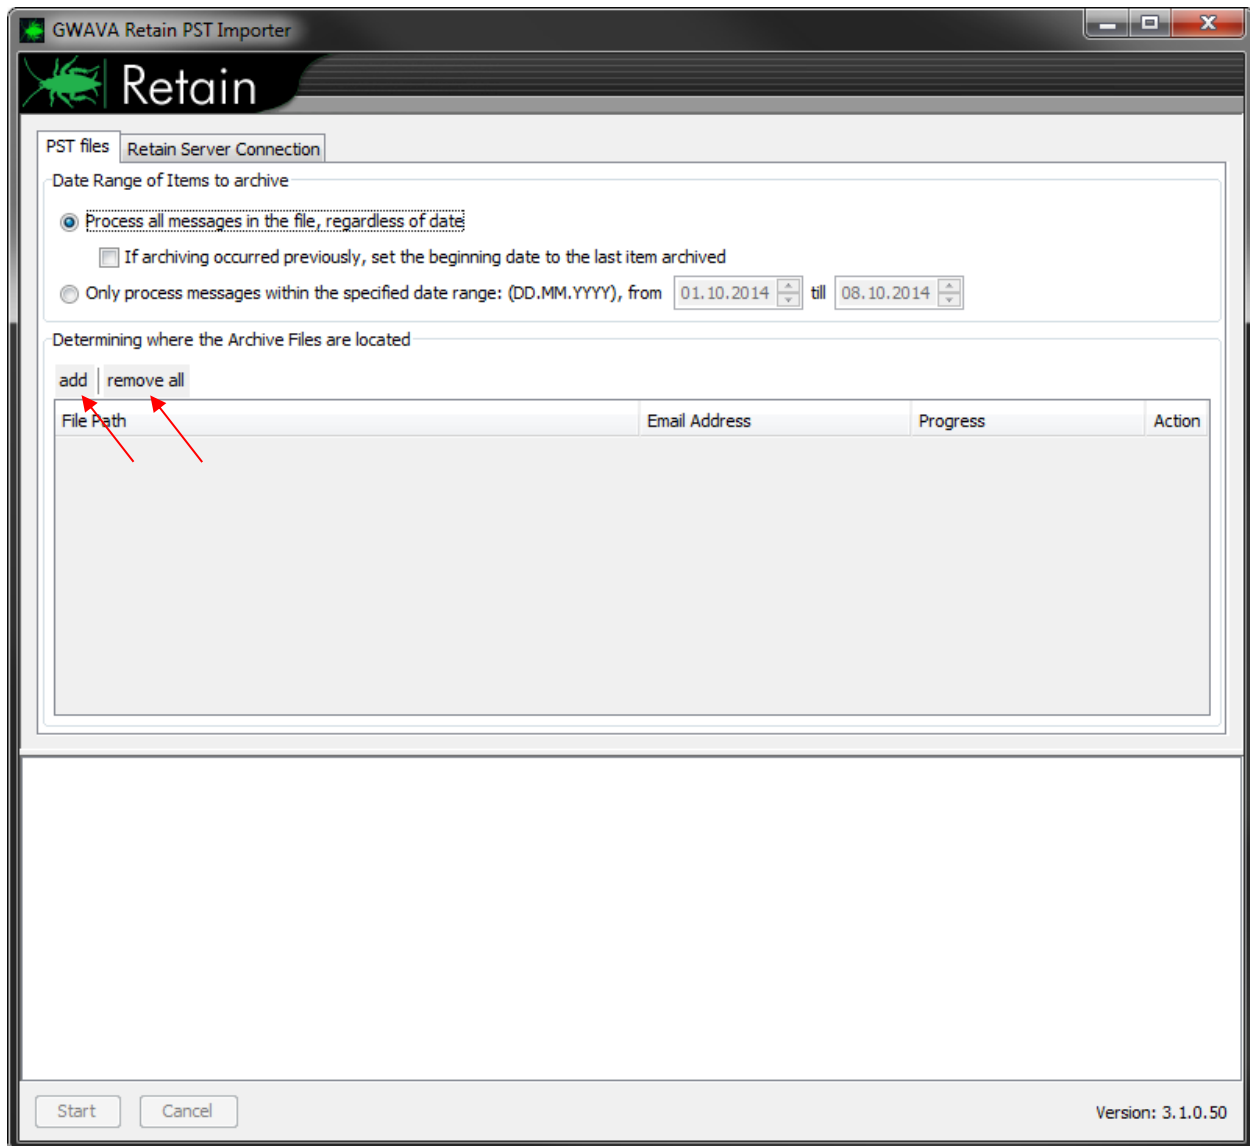 GWAVA Retain PST Importer
Retain
PST files Retain Server Connection
Date Range of Items to archive
Process all messages in the file, regardless of date
If archiving occurred previously, set the beginning date to the last item archived
Only process messages within the specified date range: (DD.MM.YYYY), from 01.10.2014 till 08.10.2014
Determining where the Archive Files are located
add remove all
File Path Email Address Progress Action
Start Cancel Version: 3.1.0.50